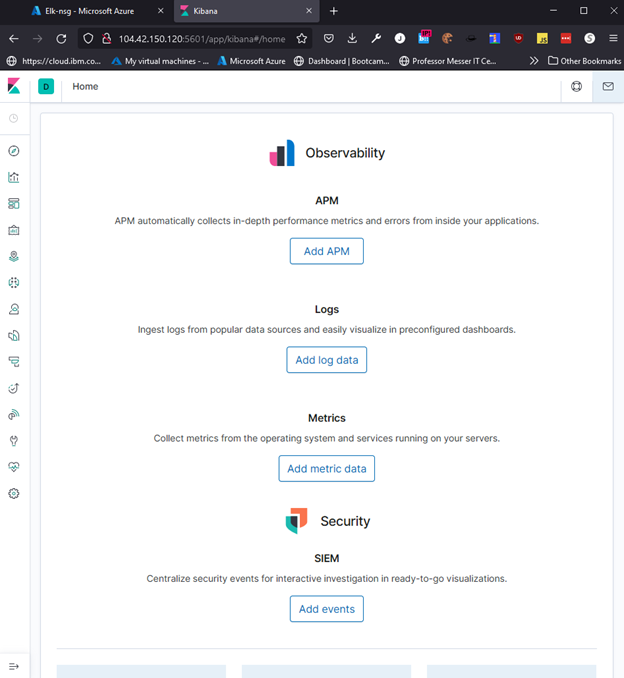 Elk-nsg - Microsoft Azure
Kibana
104.42.150.120:5601/app/kibana#/home
https://cloud.ibm.co...
My virtual machines - ...
Microsoft Azure
Dashboard | Bootcam...
Professor Messer IT Ce...
Other Bookmarks
D
Home
Observability
APM
APM automatically collects in-depth performance metrics and errors from inside your applications.
Add APM
Logs
Ingest logs from popular data sources and easily visualize in preconfigured dashboards.
Add log data
Metrics
Collect metrics from the operating system and services running on your servers.
Add metric data
Security
SIEM
Centralize security events for interactive investigation in ready-to-go visualizations.
Add events